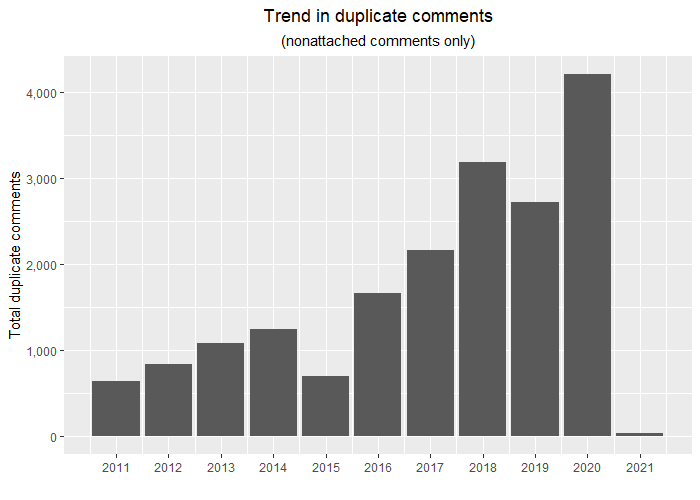 Trend in duplicate comments
(nonattached comments only)
Total duplicate comments
4,000
3,000
2,000
1,000
0
2011 2012 2013 2014 2015 2016 2017 2018 2019 2020 2021